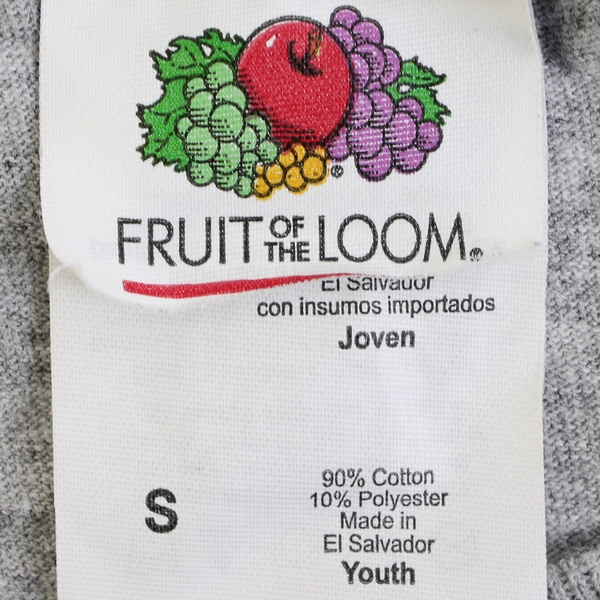 FRUIT OF THE LOOM®
El Salvador
con insumos importados
Joven
S
90% Cotton
10% Polyester
Made in
El Salvador
Youth